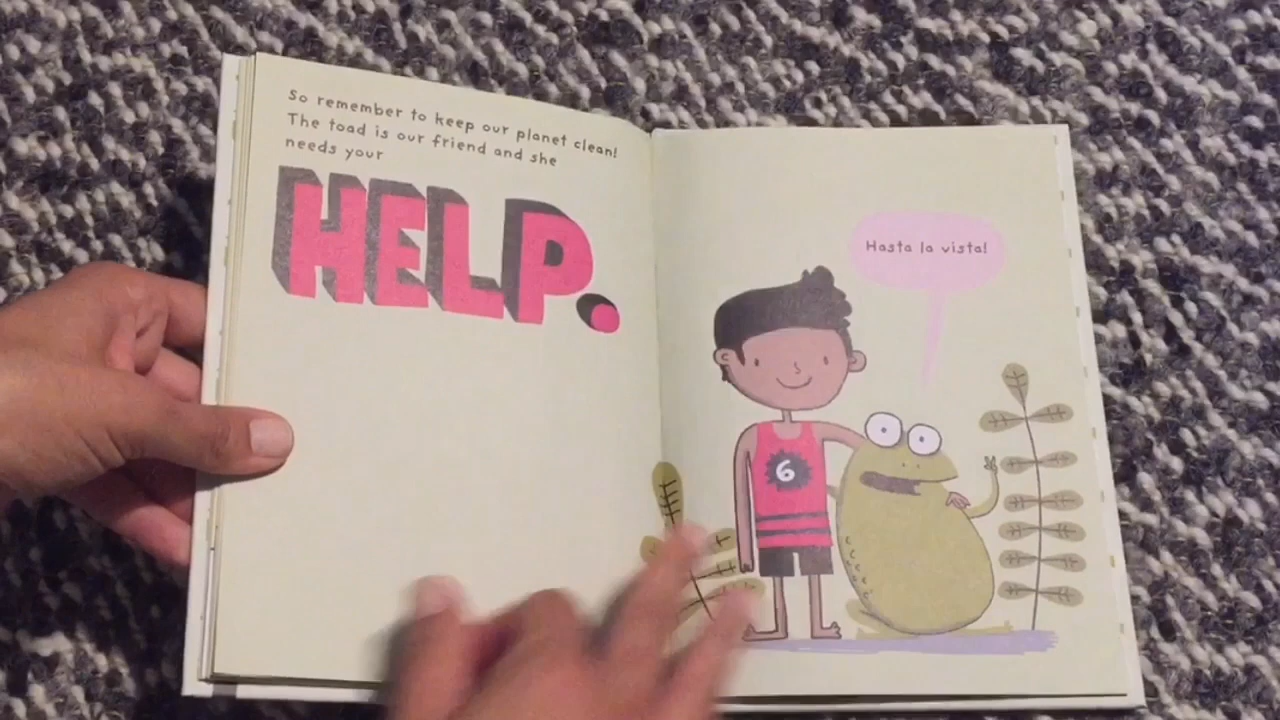 So remember to keep our planet clean!
The toad is our friend and she
needs your
HELP.
Hasta la vista!
6